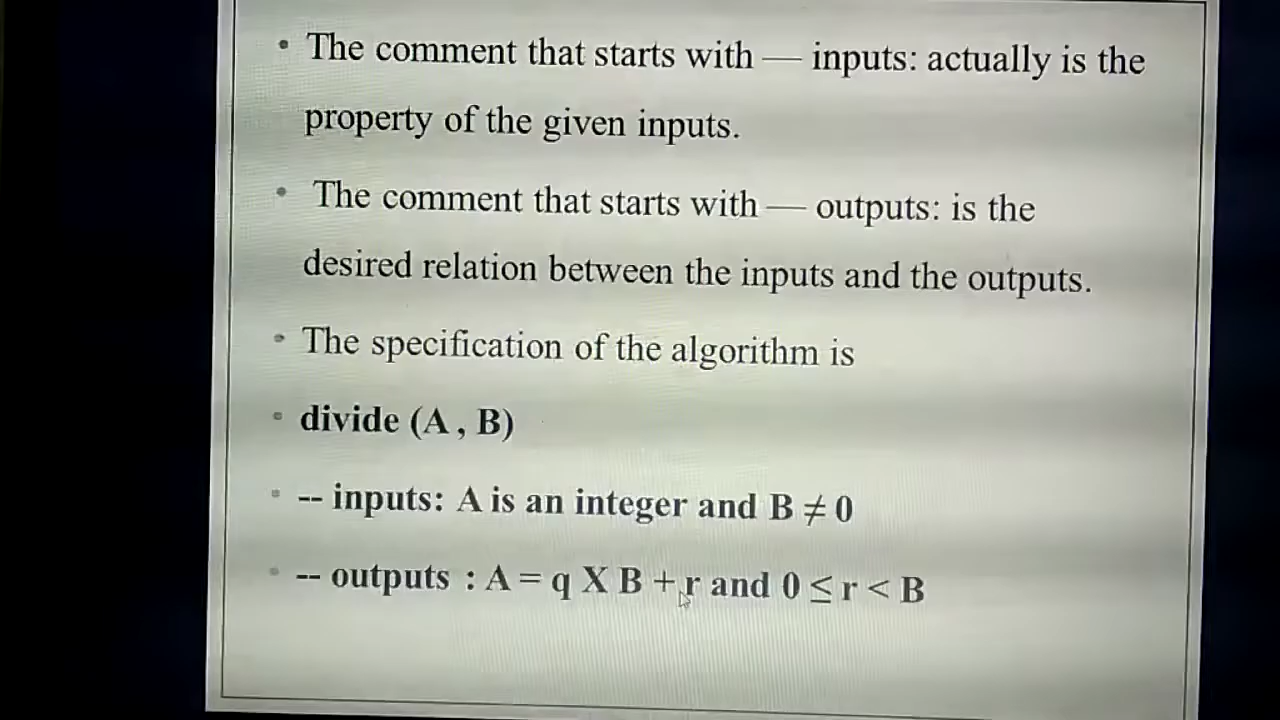 • The comment that starts with — inputs: actually is the
property of the given inputs.
• The comment that starts with — outputs: is the
desired relation between the inputs and the outputs.
• The specification of the algorithm is
• divide (A , B)
• -- inputs: A is an integer and B ≠ 0
• -- outputs : A = q X B + r and 0 ≤ r < B